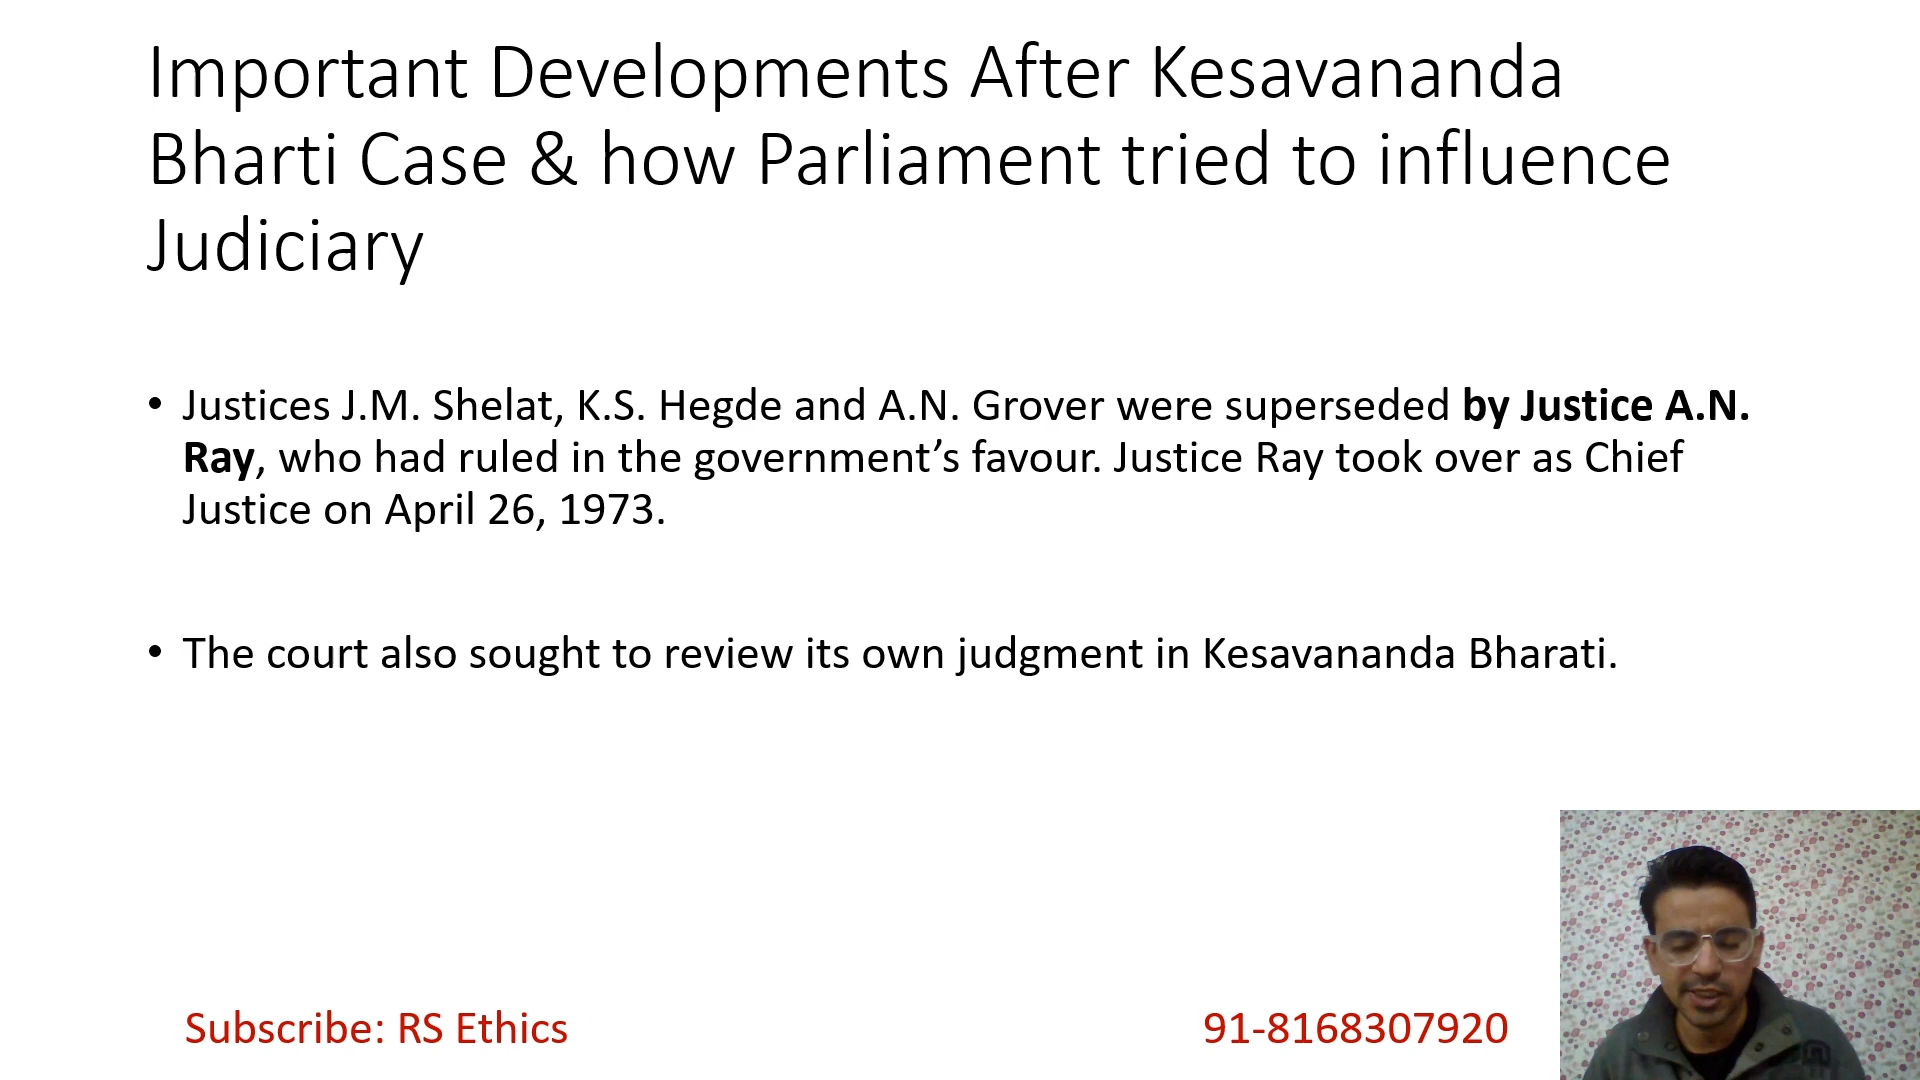 Important Developments After Kesavananda
Bharti Case & how Parliament tried to influence
Judiciary
• Justices J.M. Shelat, K.S. Hegde and A.N. Grover were superseded by Justice A.N.
Ray, who had ruled in the government’s favour. Justice Ray took over as Chief
Justice on April 26, 1973.
• The court also sought to review its own judgment in Kesavananda Bharati.
Subscribe: RS Ethics
91-8168307920